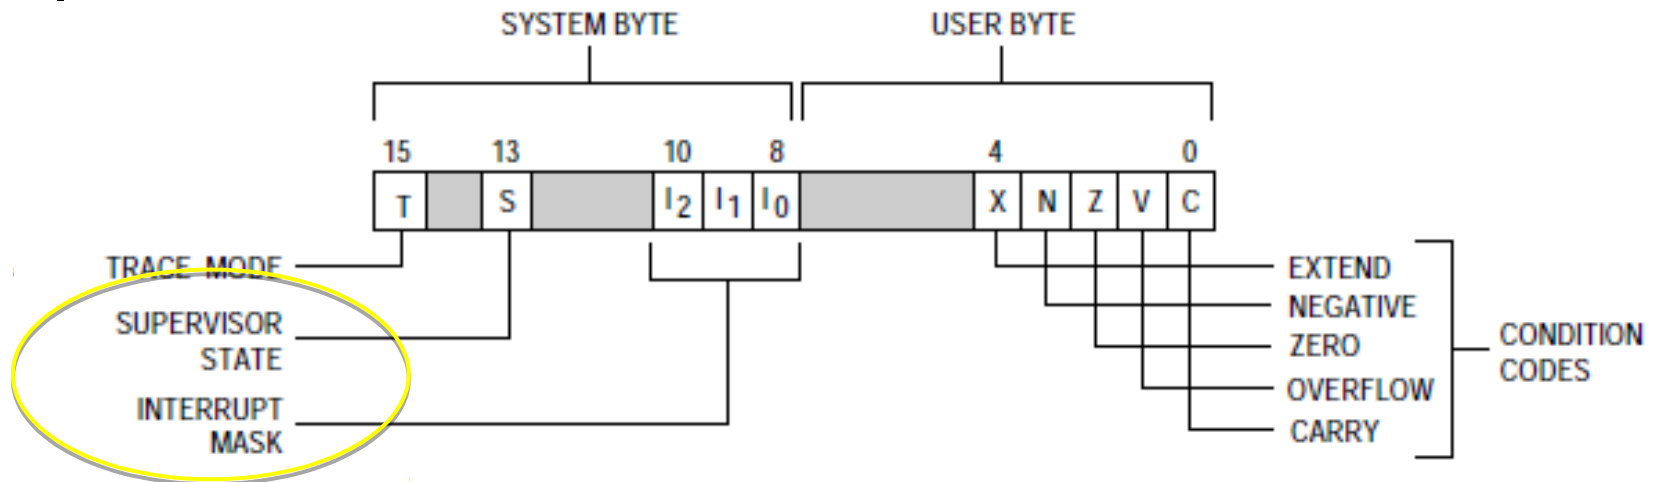 SYSTEM BYTE USER BYTE
15 13 10 8 4 0
T S I2 I1 I0 X N Z V C
TRACE MODE
SUPERVISOR
STATE
INTERRUPT
MASK
EXTEND
NEGATIVE
ZERO
OVERFLOW
CARRY
CONDITION
CODES